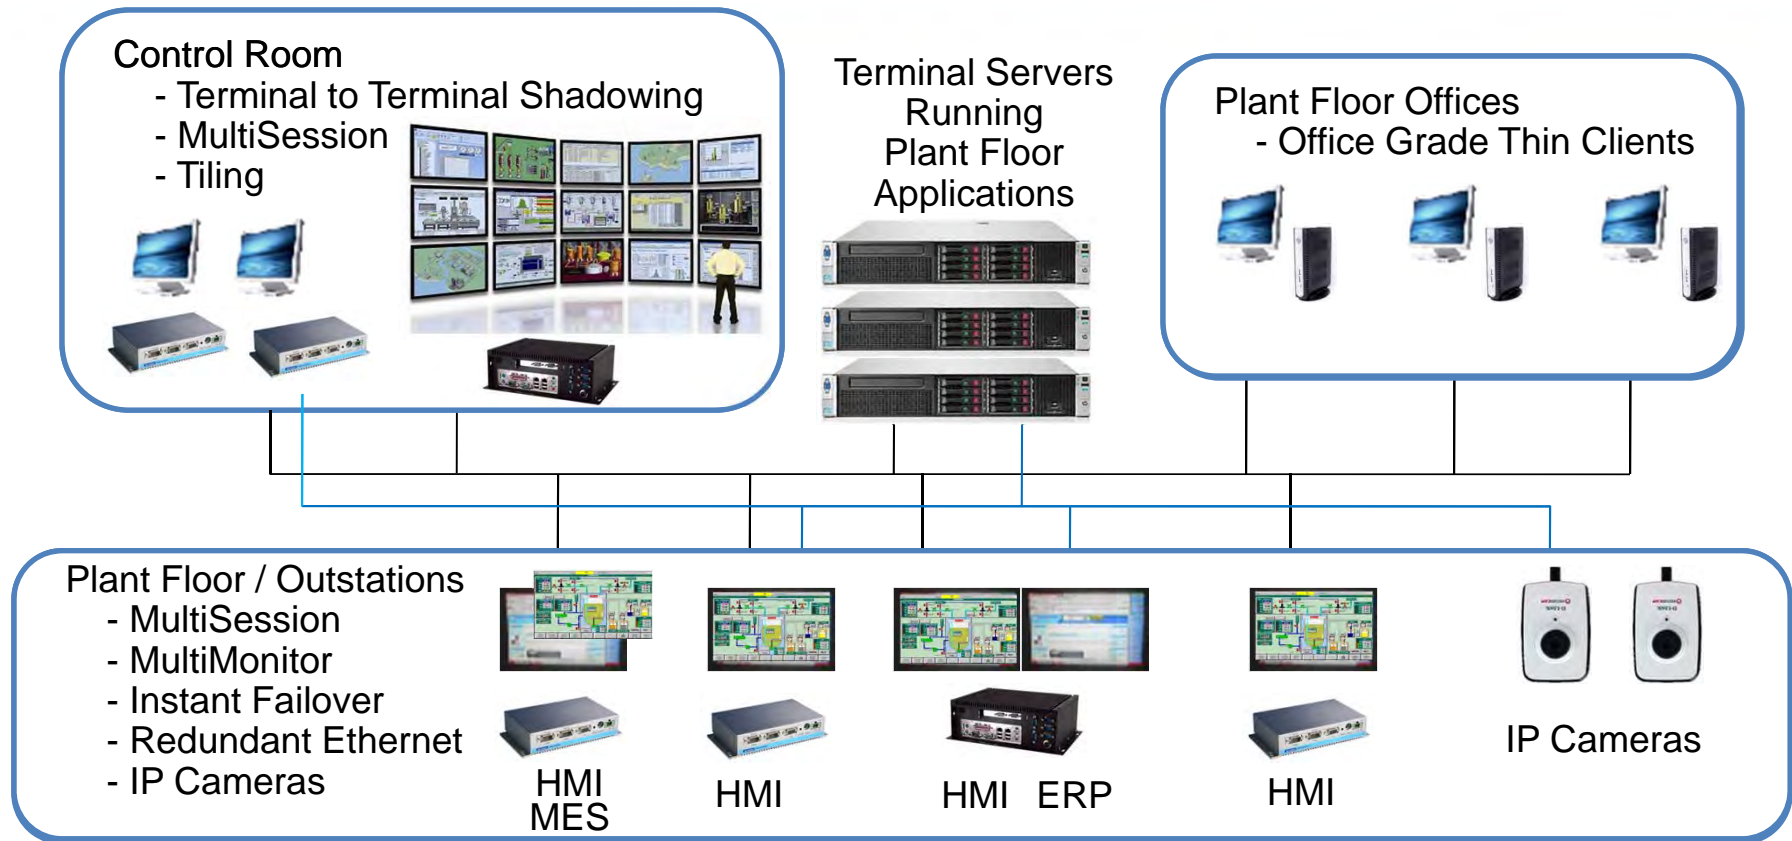 Control Room
- Terminal to Terminal Shadowing
- MultiSession
- Tiling
Terminal Servers
Running
Plant Floor
Applications
Plant Floor Offices
- Office Grade Thin Clients
Plant Floor / Outstations
- MultiSession
- MultiMonitor
- Instant Failover
- Redundant Ethernet
- IP Cameras
HMI
MES
HMI
HMI ERP
HMI
IP Cameras